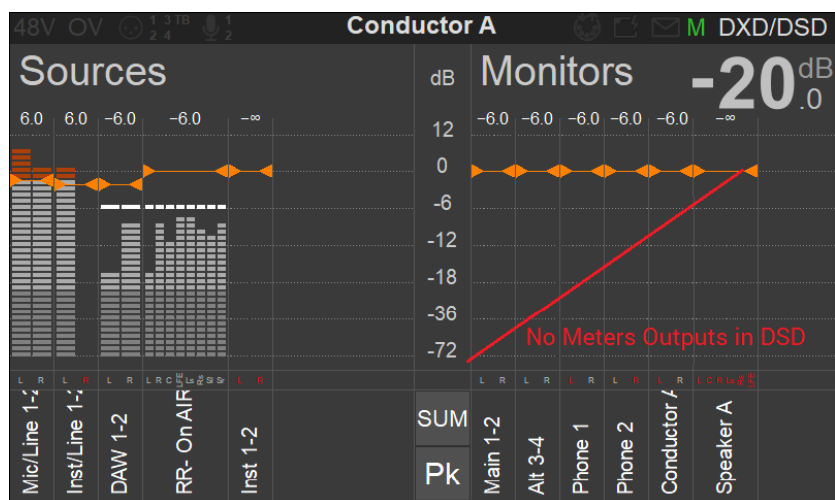 48V OV 1 2 3 4 TB 1 2 Conductor A M DXD/DSD
Sources dB Monitors -20.0 dB
6.0 6.0 -6.0 -6.0 -∞ -6.0 -6.0 -6.0 -6.0 -6.0 -∞
12
0
-6
-12
-18
-36
No Meters Outputs in DSD
-72
L R L R L R L R C LFE Ls Rs Sl Sr L R L R L R L R L R L R L C R Ls Rs LFE
Mic/Line 1-2
Inst/Line 1-2
DAW 1-2
RR- On AIR
Inst 1-2
SUM
Pk
Main 1-2
Alt 3-4
Phone 1
Phone 2
Conductor A
Speaker A